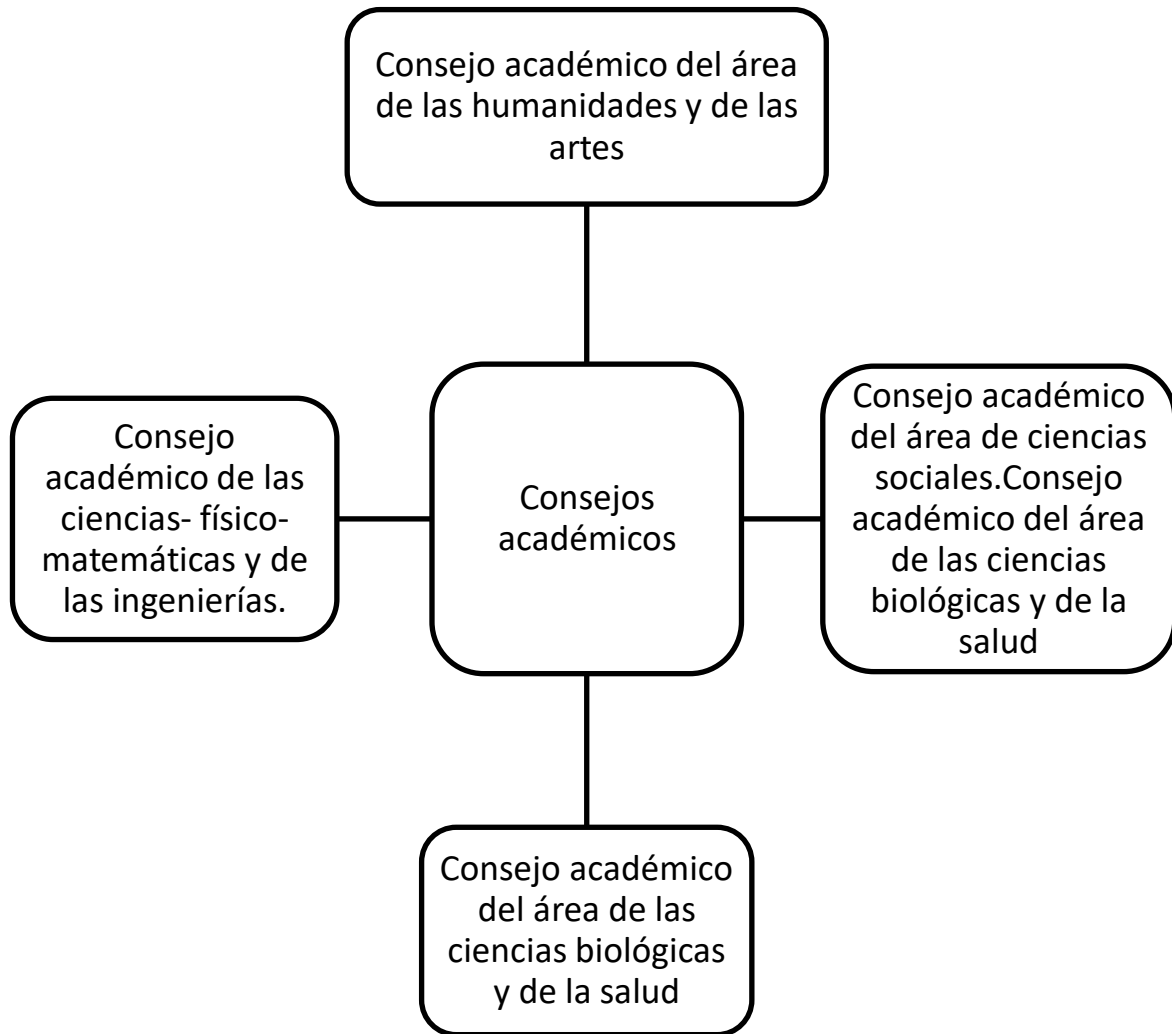 Consejo académico del área
de las humanidades y de las
artes
Consejo
académico de las
ciencias- físico-
matemáticas y de
las ingenierías.
Consejos
académicos
Consejo académico
del área de ciencias
sociales.Consejo
académico del área
de las ciencias
biológicas y de la
salud
Consejo académico
del área de las
ciencias biológicas
y de la salud